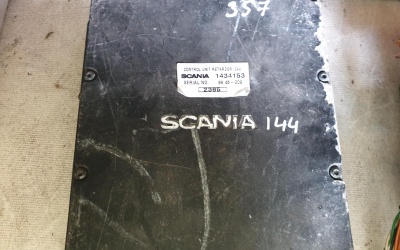 357
CONTROL UNIT RETARDER
SCANIA 1434153
SERIAL NO.
2386
SCANIA 144